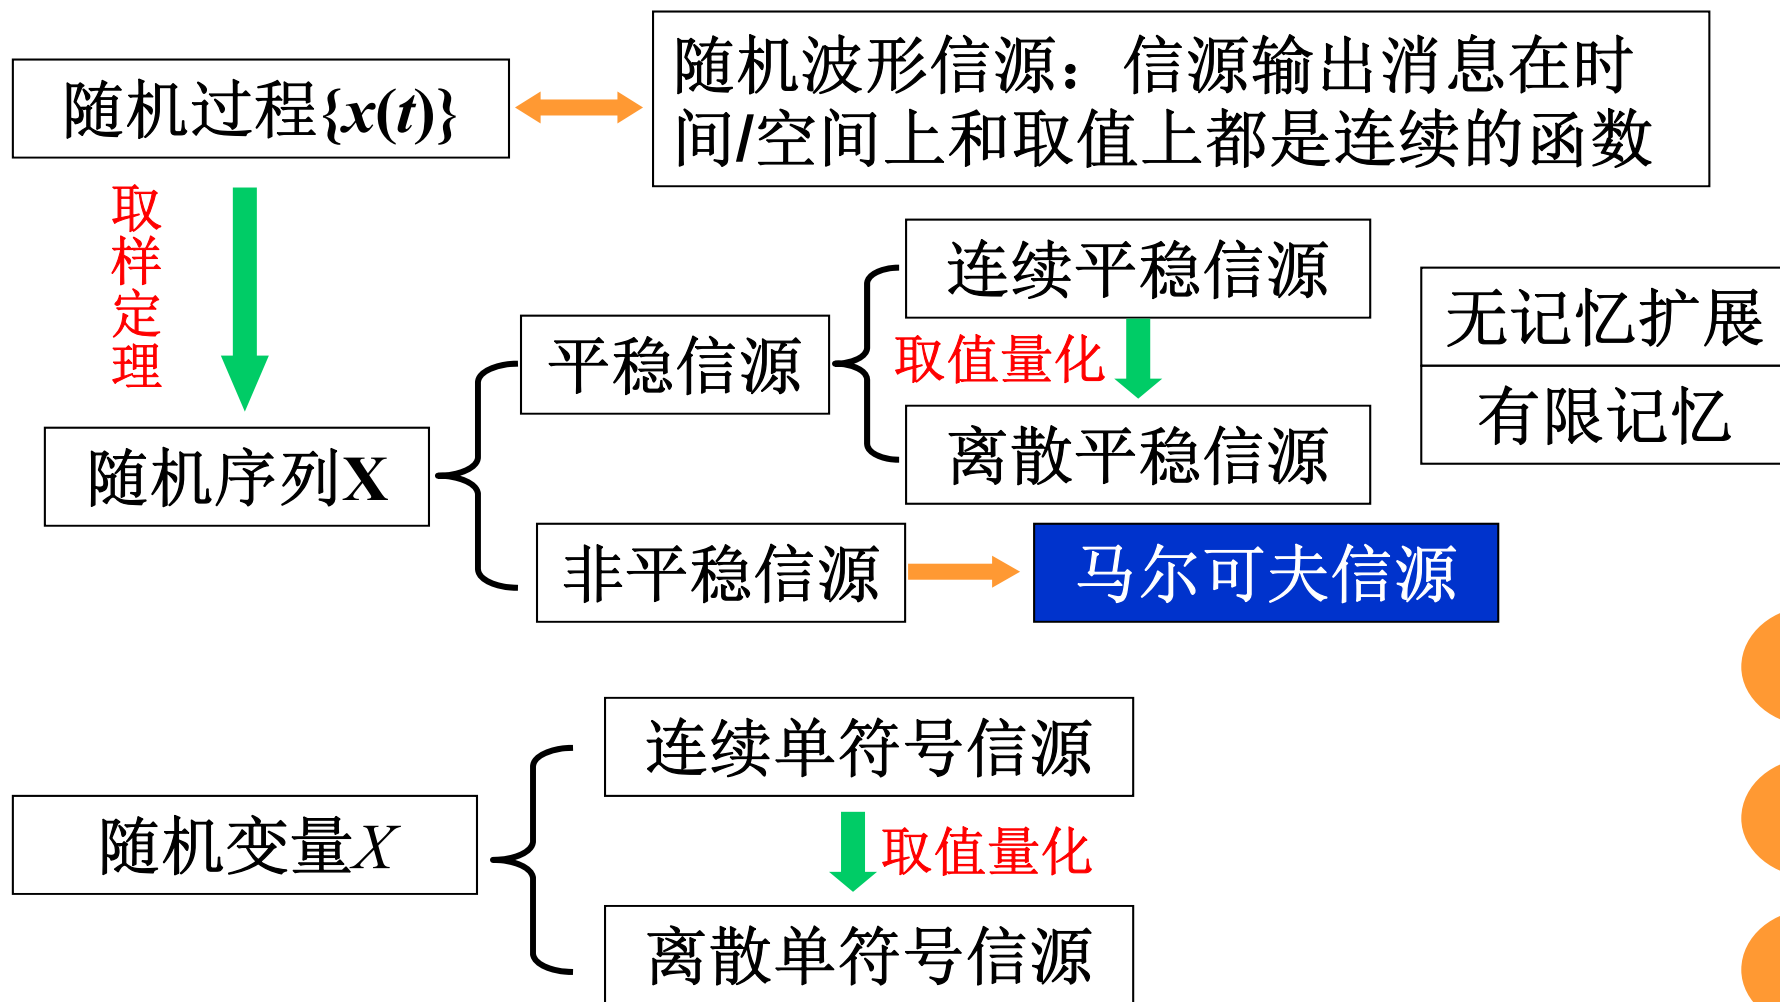 随机过程{x(t)}
随机波形信源：信源输出消息在时
间/空间上和取值上都是连续的函数
取样定理
连续平稳信源
无记忆扩展
平稳信源
取值量化
有限记忆
离散平稳信源
随机序列X
非平稳信源
马尔可夫信源
连续单符号信源
随机变量X
取值量化
离散单符号信源